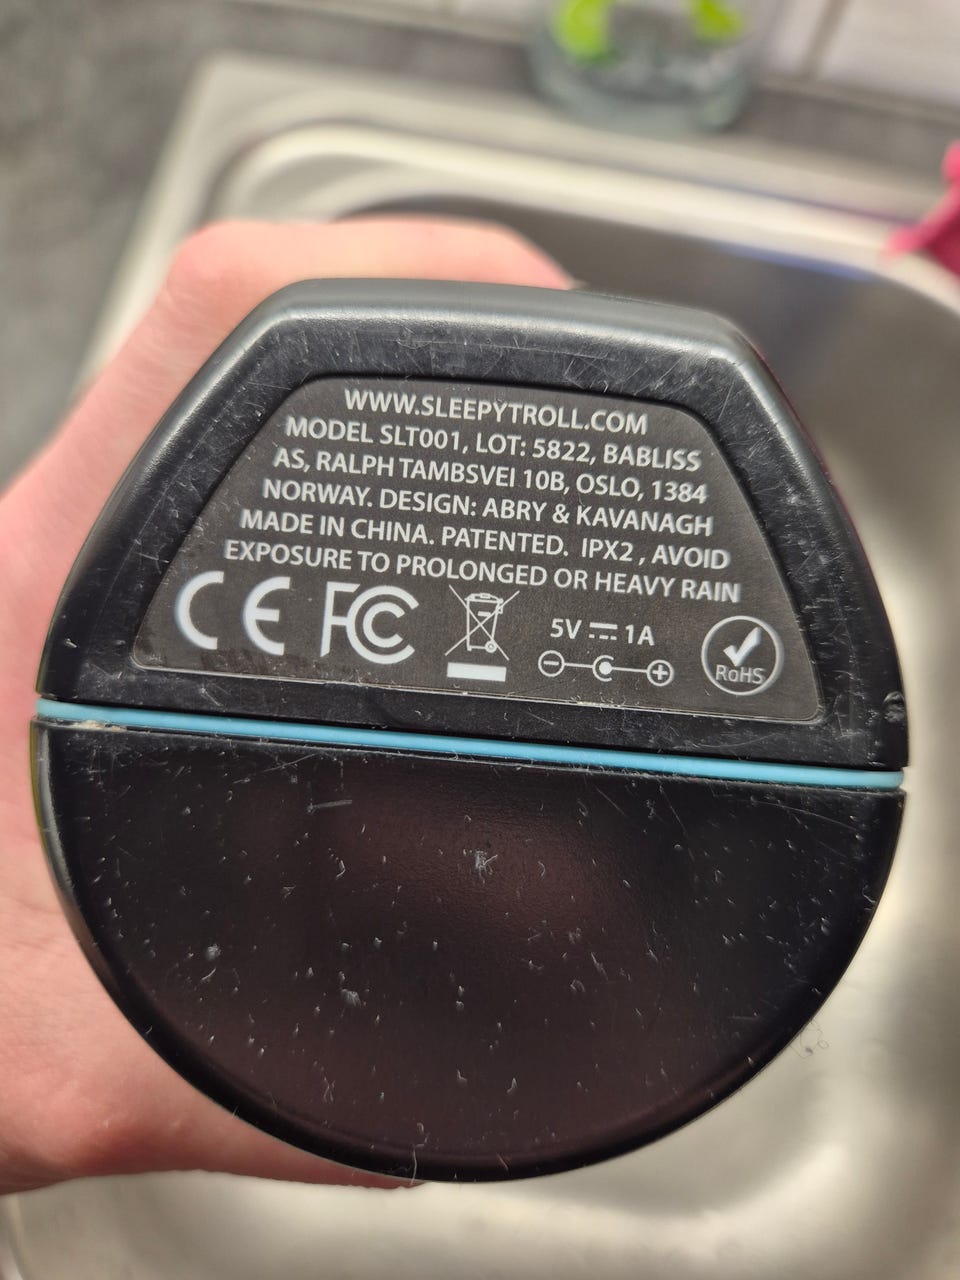 WWW.SLEEPYTROLL.COM
MODEL SLT001, LOT: 5822, BABLISS
AS, RALPH TAMBSVEI 10B, OSLO, 1384
NORWAY. DESIGN: ABRY & KAVANAGH
MADE IN CHINA. PATENTED. IPX2 , AVOID
EXPOSURE TO PROLONGED OR HEAVY RAIN
CE FC 5V ⎓ 1A
RoHS